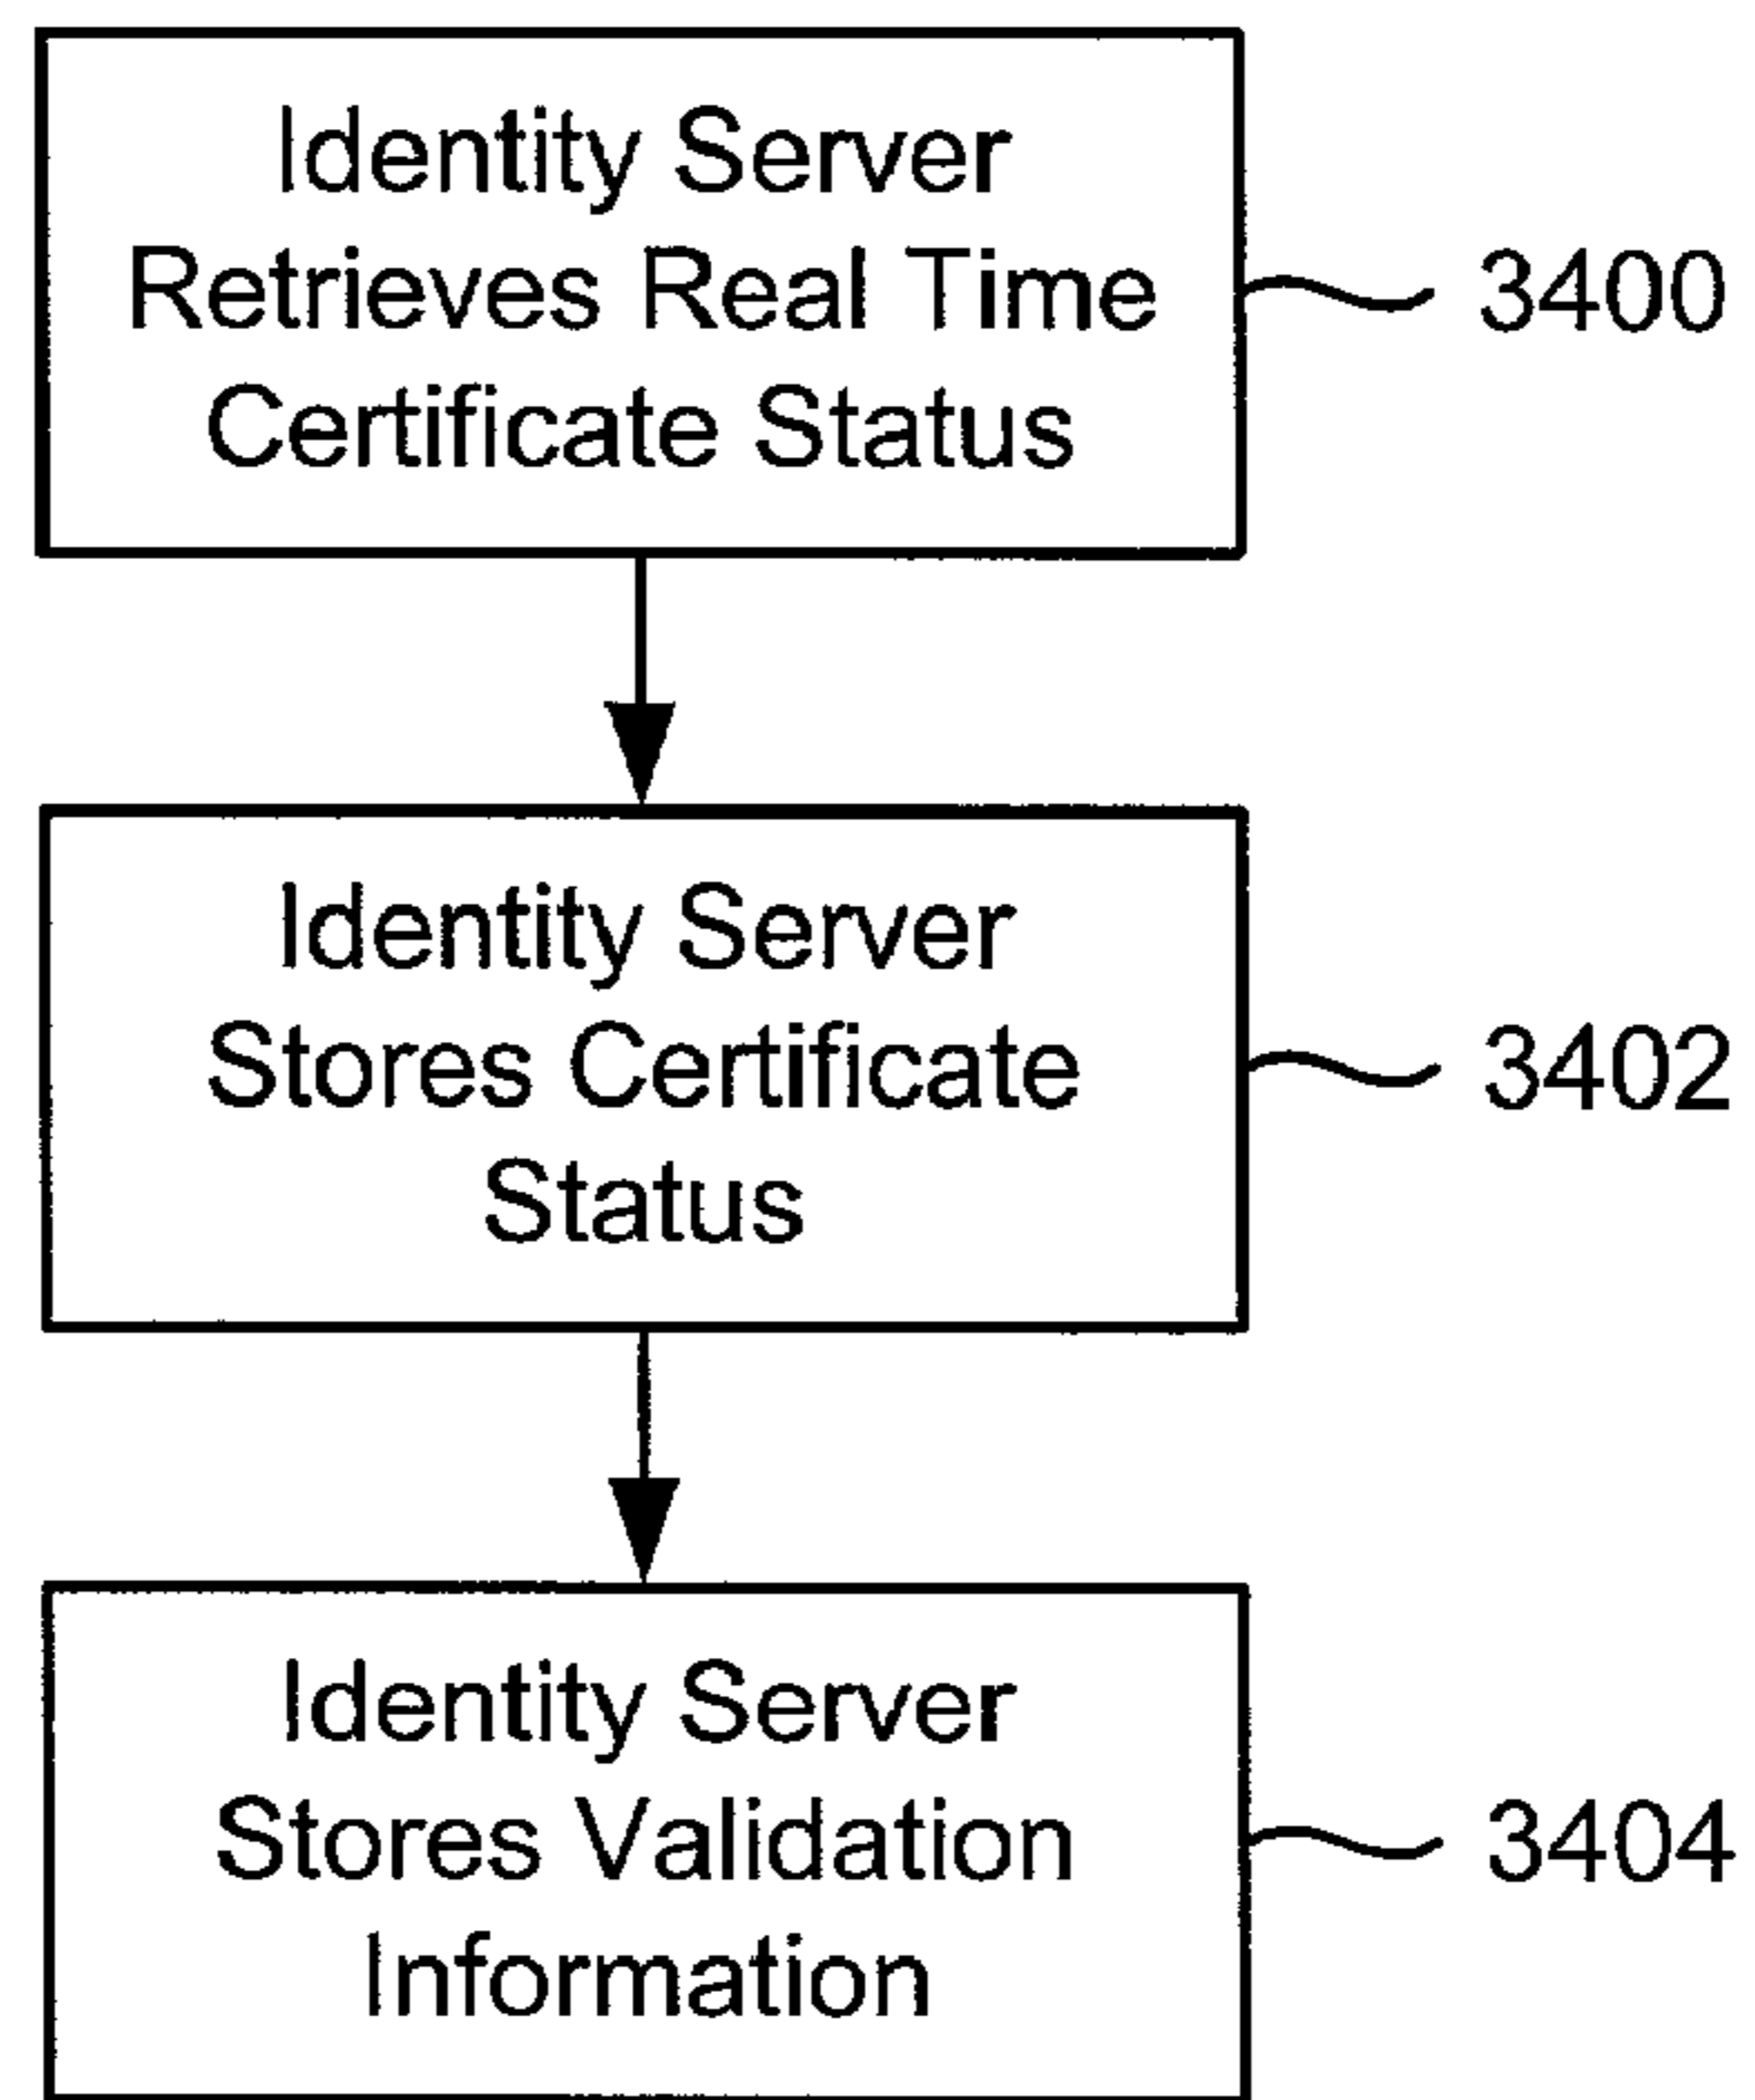 Identity Server
Retrieves Real Time
Certificate Status
3400
Identity Server
Stores Certificate
Status
3402
Identity Server
Stores Validation
Information
3404